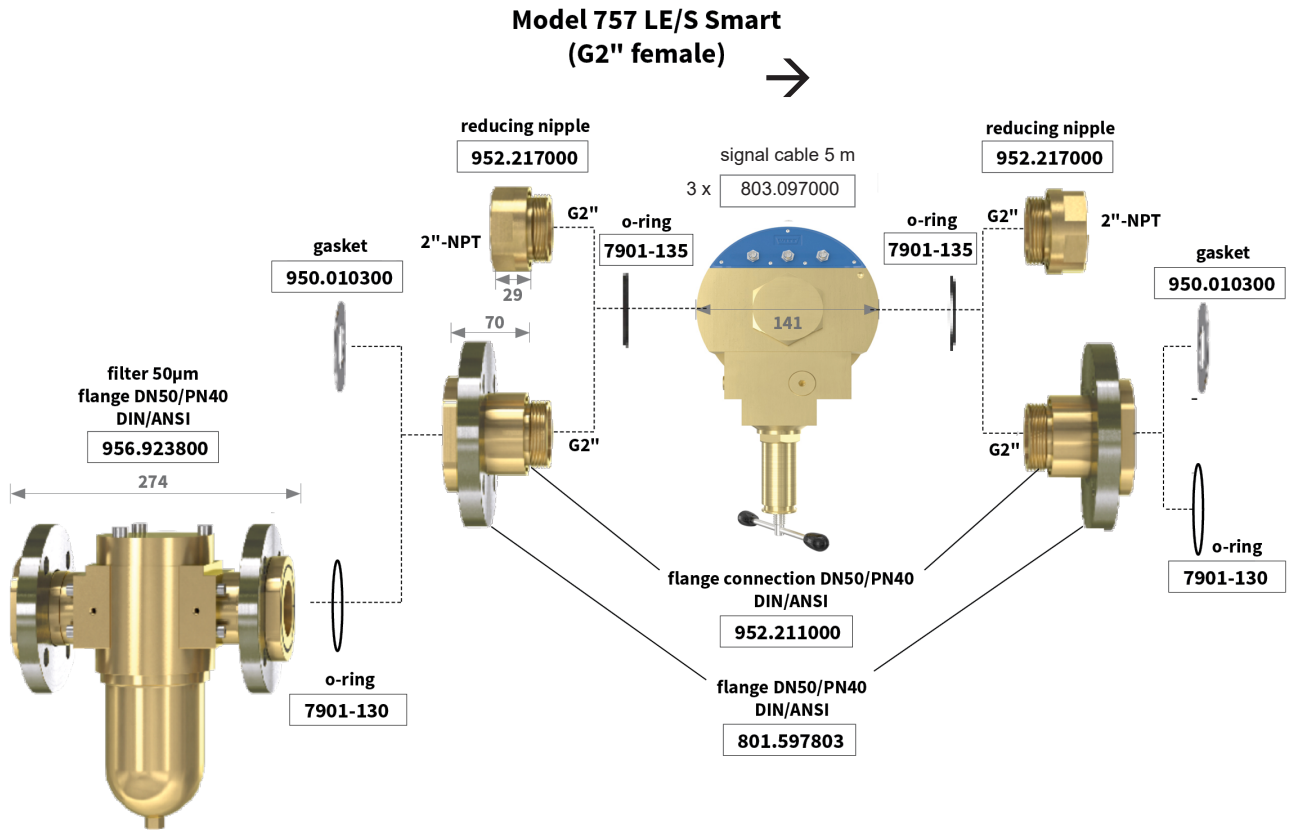 Model 757 LE/S Smart
(G2" female)
reducing nipple
952.217000
signal cable 5 m
3 x 803.097000
reducing nipple
952.217000
G2"
2"-NPT
29
o-ring
7901-135
o-ring
7901-135
G2"
2"-NPT
gasket
950.010300
gasket
950.010300
70
141
filter 50µm
flange DN50/PN40
DIN/ANSI
956.923800
274
G2"
G2"
o-ring
7901-130
o-ring
7901-130
flange connection DN50/PN40
DIN/ANSI
952.211000
flange DN50/PN40
DIN/ANSI
801.597803